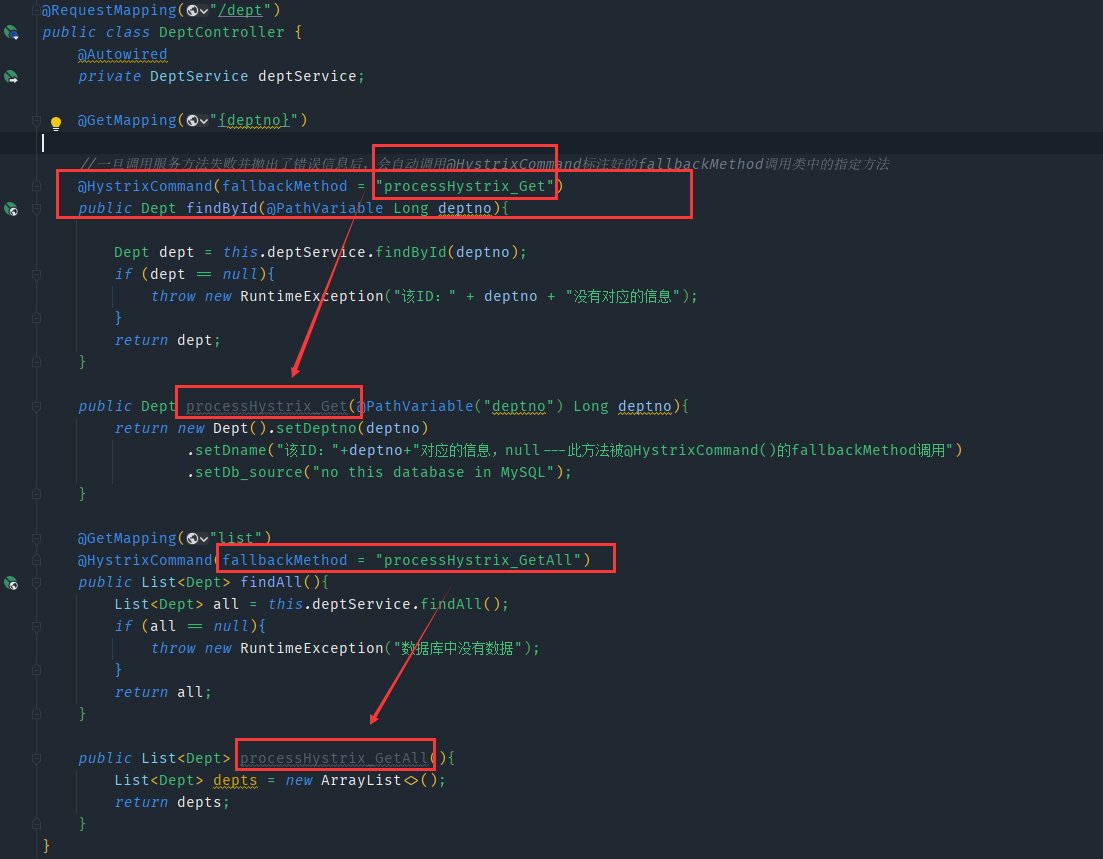 @RequestMapping("/dept")
public class DeptController {
@Autowired
private DeptService deptService;
@GetMapping("{deptno}")
//一旦调用服务方法失败并抛出了错误信息后，会自动调用@HystrixCommand标注好的fallbackMethod调用类中的指定方法
@HystrixCommand(fallbackMethod = "processHystrix_Get")
public Dept findById(@PathVariable Long deptno){
Dept dept = this.deptService.findById(deptno);
if (dept == null){
throw new RuntimeException("该ID：" + deptno + "没有对应的信息");
}
return dept;
}
public Dept processHystrix_Get(@PathVariable("deptno") Long deptno){
return new Dept().setDeptno(deptno)
.setDname("该ID："+deptno+"对应的信息，null---此方法被@HystrixCommand()的fallbackMethod调用")
.setDb_source("no this database in MySQL");
}
@GetMapping("list")
@HystrixCommand(fallbackMethod = "processHystrix_GetAll")
public List<Dept> findAll(){
List<Dept> all = this.deptService.findAll();
if (all == null){
throw new RuntimeException("数据库中没有数据");
}
return all;
}
public List<Dept> processHystrix_GetAll(){
List<Dept> depts = new ArrayList<>();
return depts;
}
}